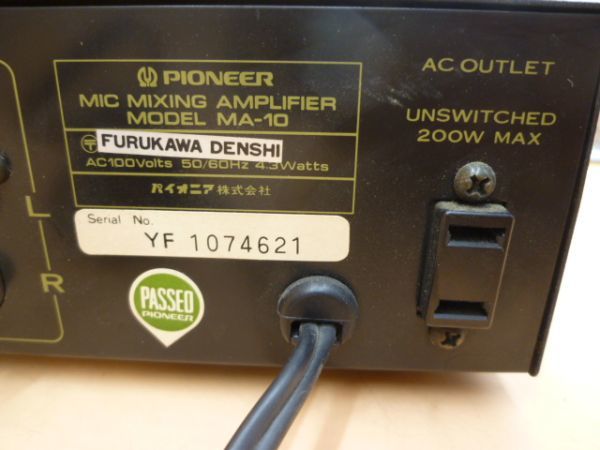 PIONEER
MIC MIXING AMPLIFIER
MODEL MA-10
〒 FURUKAWA DENSHI
AC100Volts 50/60Hz 4.3Watts
パイオニア株式会社
Serial No.
YF 1074621
PASSED
PIONEER
L
R
AC OUTLET
UNSWITCHED
200W MAX